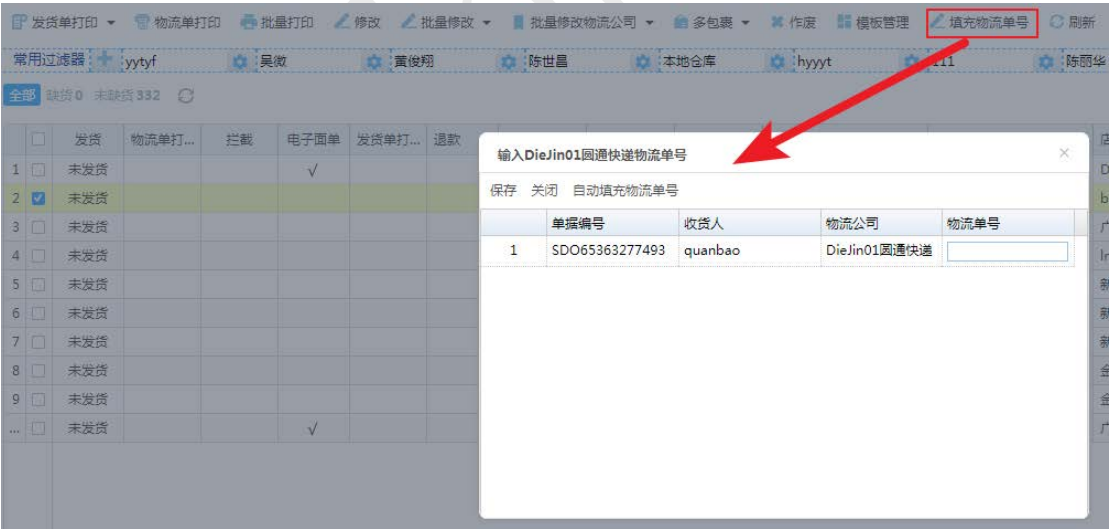 发货单打印 物流单打印 批量打印 修改 批量修改 批量修改物流公司 多包裹 作废 模板管理 填充物流单号 刷新
常用过滤器 yytyf 吴微 黄俊翔 陈世昌 本地仓库 hyyyt 111 陈丽华
全部 缺货0 未缺货332
发货 物流单打... 拦截 电子面单 发货单打... 退款
1 未发货 √
2 未发货
3 未发货
4 未发货
5 未发货
6 未发货
7 未发货
8 未发货
9 未发货
... 未发货 √
输入DieJin01圆通快递物流单号
保存 关闭 自动填充物流单号
单据编号 收货人 物流公司 物流单号
1 SDO65363277493 quanbao DieJin01圆通快递